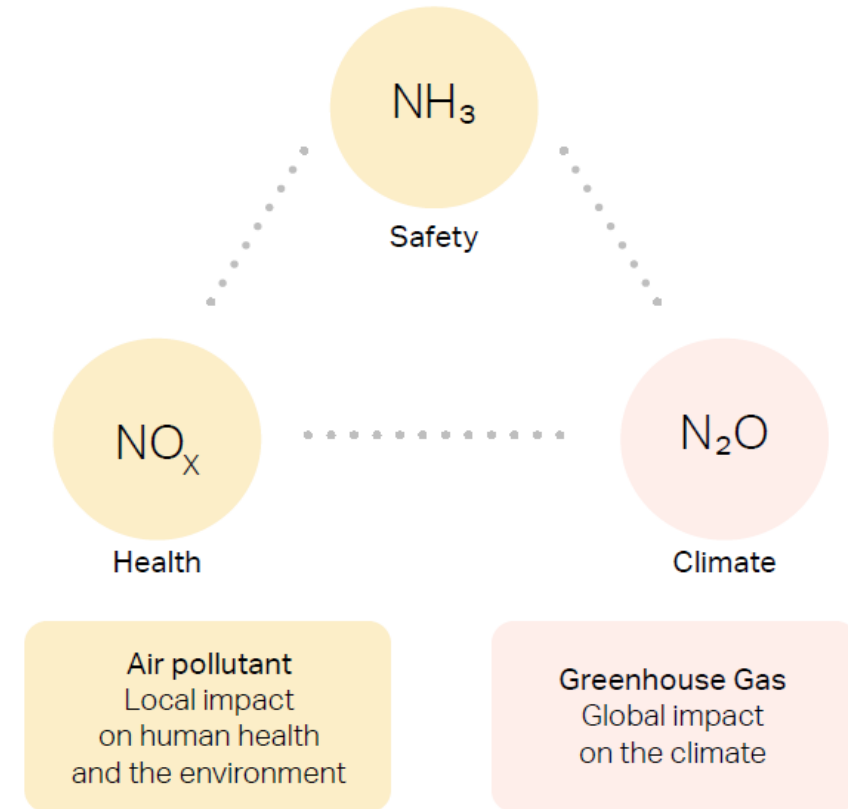 NH₃
Safety
NOₓ
N₂O
Health
Climate
Air pollutant
Local impact
on human health
and the environment
Greenhouse Gas
Global impact
on the climate